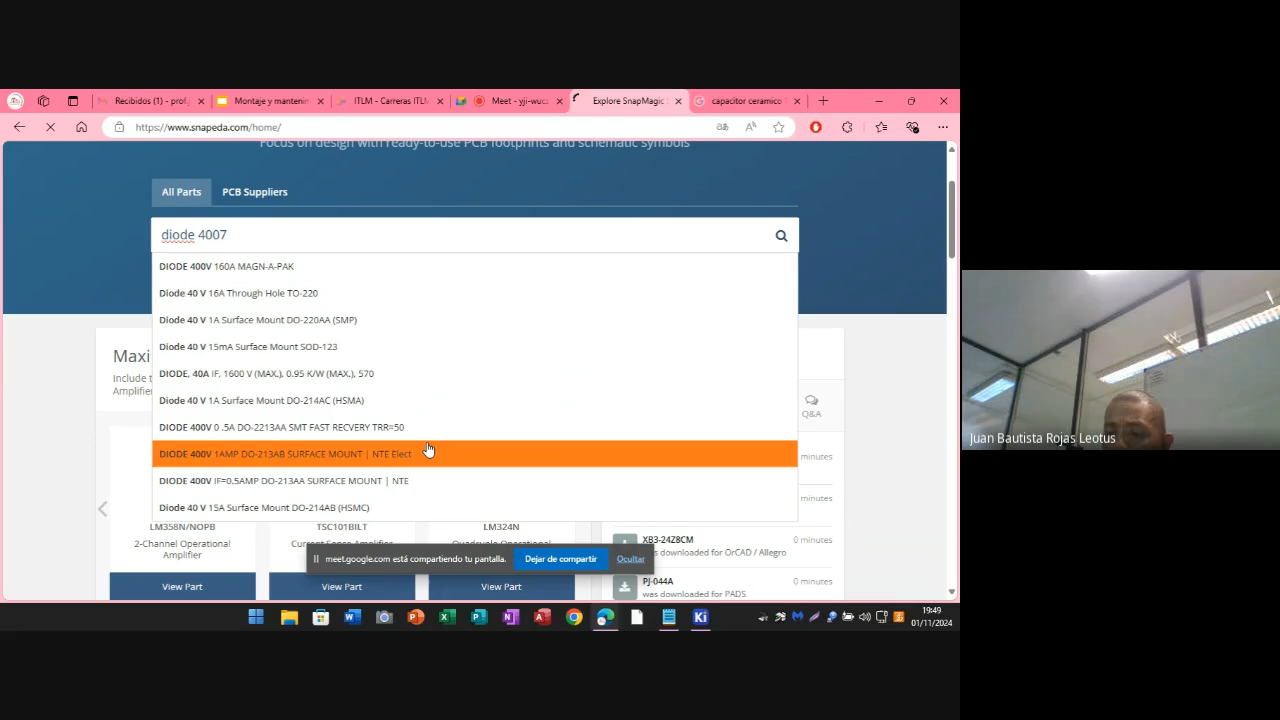 Recibidos (1) - prof.j
Montaje y mantenin
ITLM - Carreras ITLM
Meet - yji-wucz
Explore SnapMagic
capacitor ceramico 1
https://www.snapeda.com/home/
Focus on design with ready-to-use PCB footprints and schematic symbols
All Parts
PCB Suppliers
diode 4007
DIODE 400V 160A MAGN-A-PAK
Diode 40 V 16A Through Hole TO-220
Diode 40 V 1A Surface Mount DO-220AA (SMP)
Diode 40 V 15mA Surface Mount SOD-123
DIODE, 40A IF, 1600 V (MAX.), 0.95 K/W (MAX.), 570
Diode 40 V 1A Surface Mount DO-214AC (HSMA)
DIODE 400V 0 .5A DO-2213AA SMT FAST RECVERY TRR=50
DIODE 400V 1AMP DO-213AB SURFACE MOUNT | NTE Elect
DIODE 400V IF=0.5AMP DO-213AA SURFACE MOUNT | NTE
Diode 40 V 15A Surface Mount DO-214AB (HSMC)
Maxi
Include t
Amplifier
Q&A
minutes
minutes
LM358N/NOPB
2-Channel Operational
Amplifier
View Part
TSC101BILT
Current Sense Amplifier
View Part
LM324N
Quadruple Operational
View Part
XB3-24Z8CM
0 minutes
was downloaded for OrCAD / Allegro
PJ-044A
0 minutes
was downloaded for PADS
meet.google.com está compartiendo tu pantalla.
Dejar de compartir
Ocultar
Ki
19:49
01/11/2024
Juan Bautista Rojas Leotus